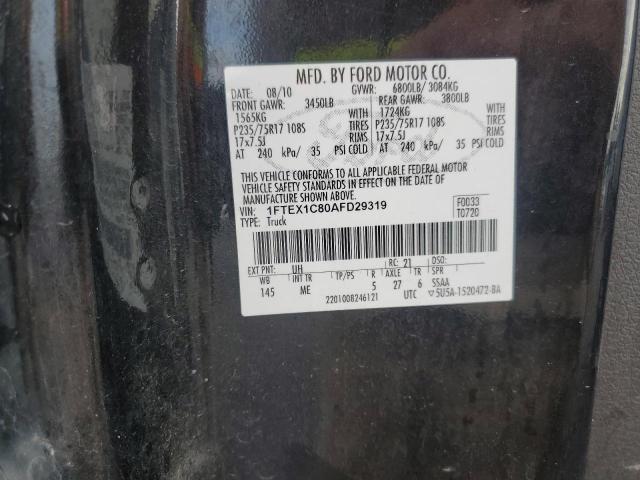 MFD. BY FORD MOTOR CO.
DATE: 08/10 GVWR: 6800LB/ 3084KG
FRONT GAWR: 3450LB REAR GAWR: 3800LB
1565KG WITH 1724KG WITH
P235/75R17 108S TIRES P235/75R17 108S TIRES
17x7.5J RIMS 17x7.5J RIMS
AT 240 kPa/ 35 PSI COLD AT 240 kPa/ 35 PSI COLD
THIS VEHICLE CONFORMS TO ALL APPLICABLE FEDERAL MOTOR
VEHICLE SAFETY STANDARDS IN EFFECT ON THE DATE OF
MANUFACTURE SHOWN ABOVE.
VIN: 1FTEX1C80AFD29319 F0033
TYPE: Truck T0720
EXT PNT: UH RC: 21 DSO:
WB INT TR TP/PS R AXLE TR SPR
145 ME 5 27 6 SSAA
2201008246121 UTC ▽5U5A-1520472-BA
Ford